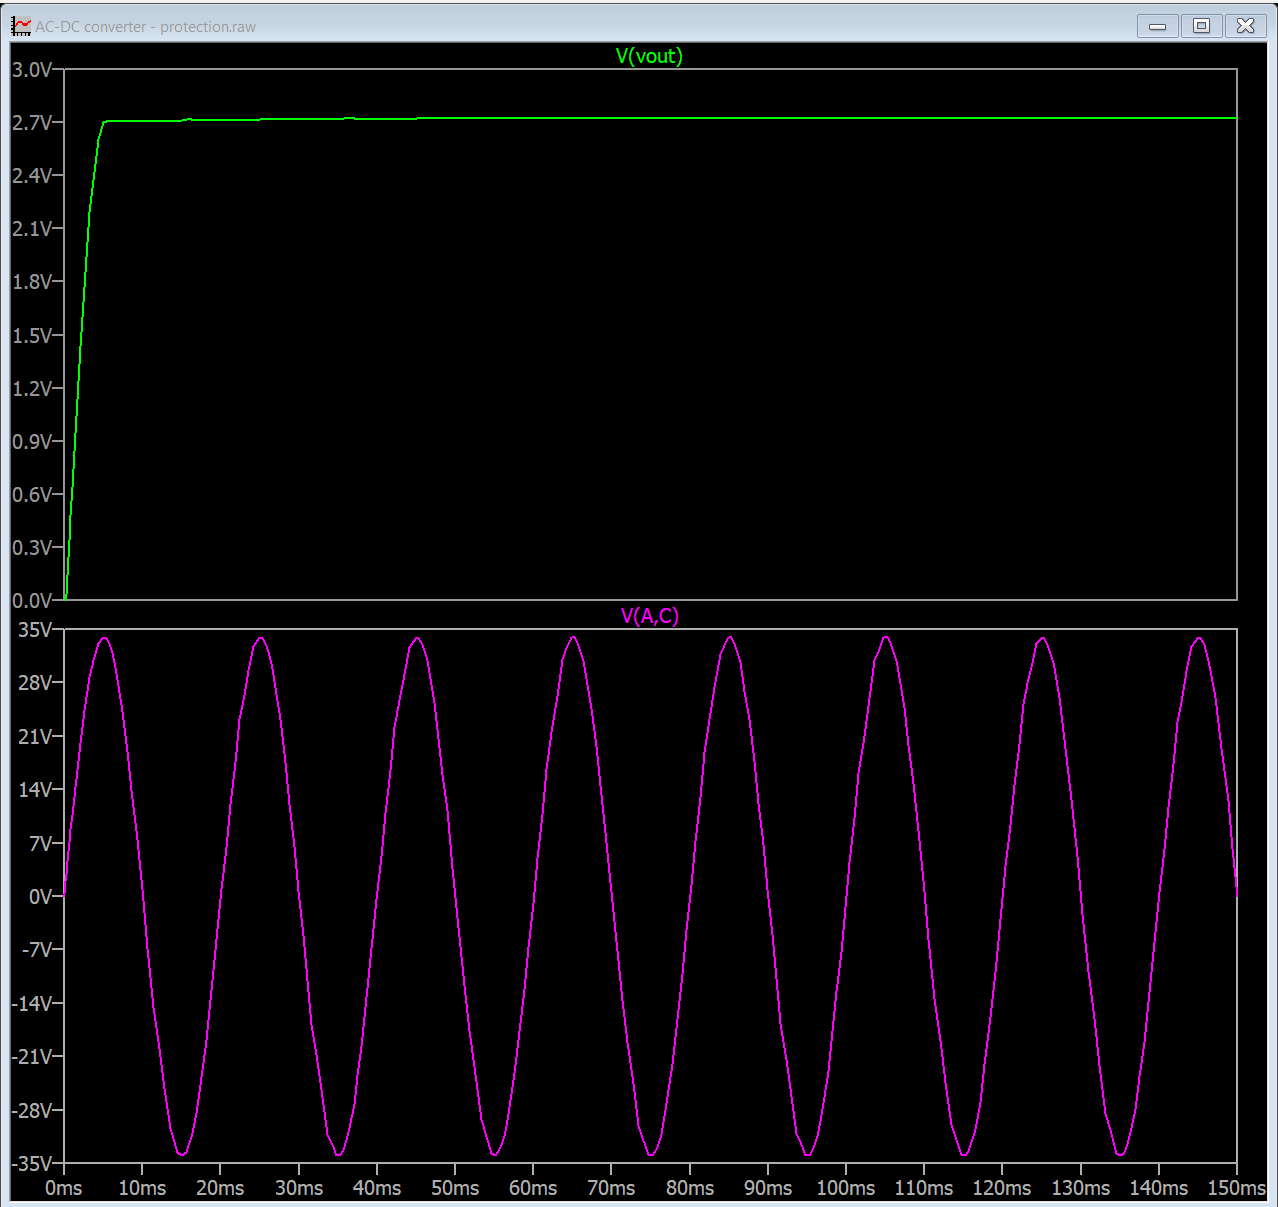 AC-DC converter - protection.raw
V(vout)
3.0V
2.7V
2.4V
2.1V
1.8V
1.5V
1.2V
0.9V
0.6V
0.3V
0.0V
V(A,C)
35V
28V
21V
14V
7V
0V
-7V
-14V
-21V
-28V
-35V
0ms 10ms 20ms 30ms 40ms 50ms 60ms 70ms 80ms 90ms 100ms 110ms 120ms 130ms 140ms 150ms